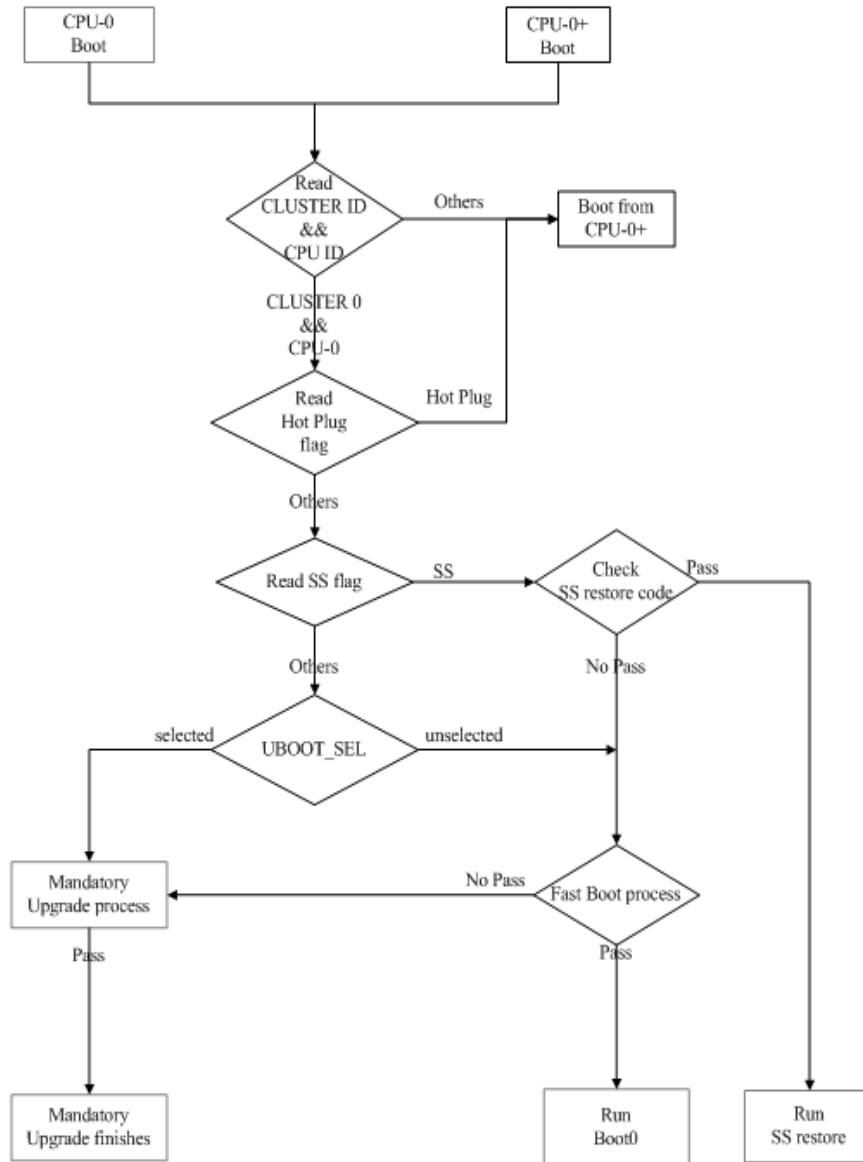 CPU-0
Boot
CPU-0+
Boot
Read
CLUSTER ID
&&
CPU ID
Others
Boot from
CPU-0+
CLUSTER 0
&&
CPU-0
Read
Hot Plug
flag
Hot Plug
Others
Read SS flag
SS
Check
SS restore code
Pass
Others
No Pass
selected
UBOOT_SEL
unselected
Mandatory
Upgrade process
No Pass
Fast Boot process
Pass
Pass
Mandatory
Upgrade finishes
Run
Boot0
Run
SS restore